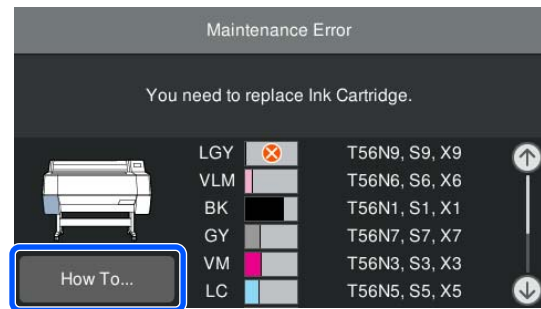 Maintenance Error
You need to replace Ink Cartridge.
LGY T56N9, S9, X9
VLM T56N6, S6, X6
BK T56N1, S1, X1
GY T56N7, S7, X7
VM T56N3, S3, X3
LC T56N5, S5, X5
How To...